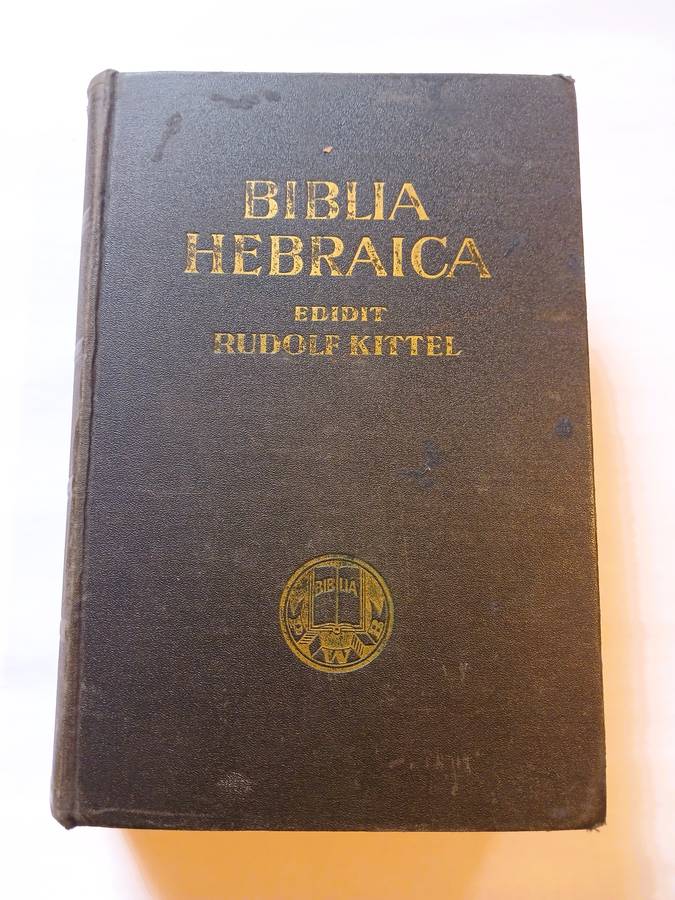 BIBLIA
HEBRAICA
EDIDIT
RUDOLF KITTEL
BIBLIA
P W B